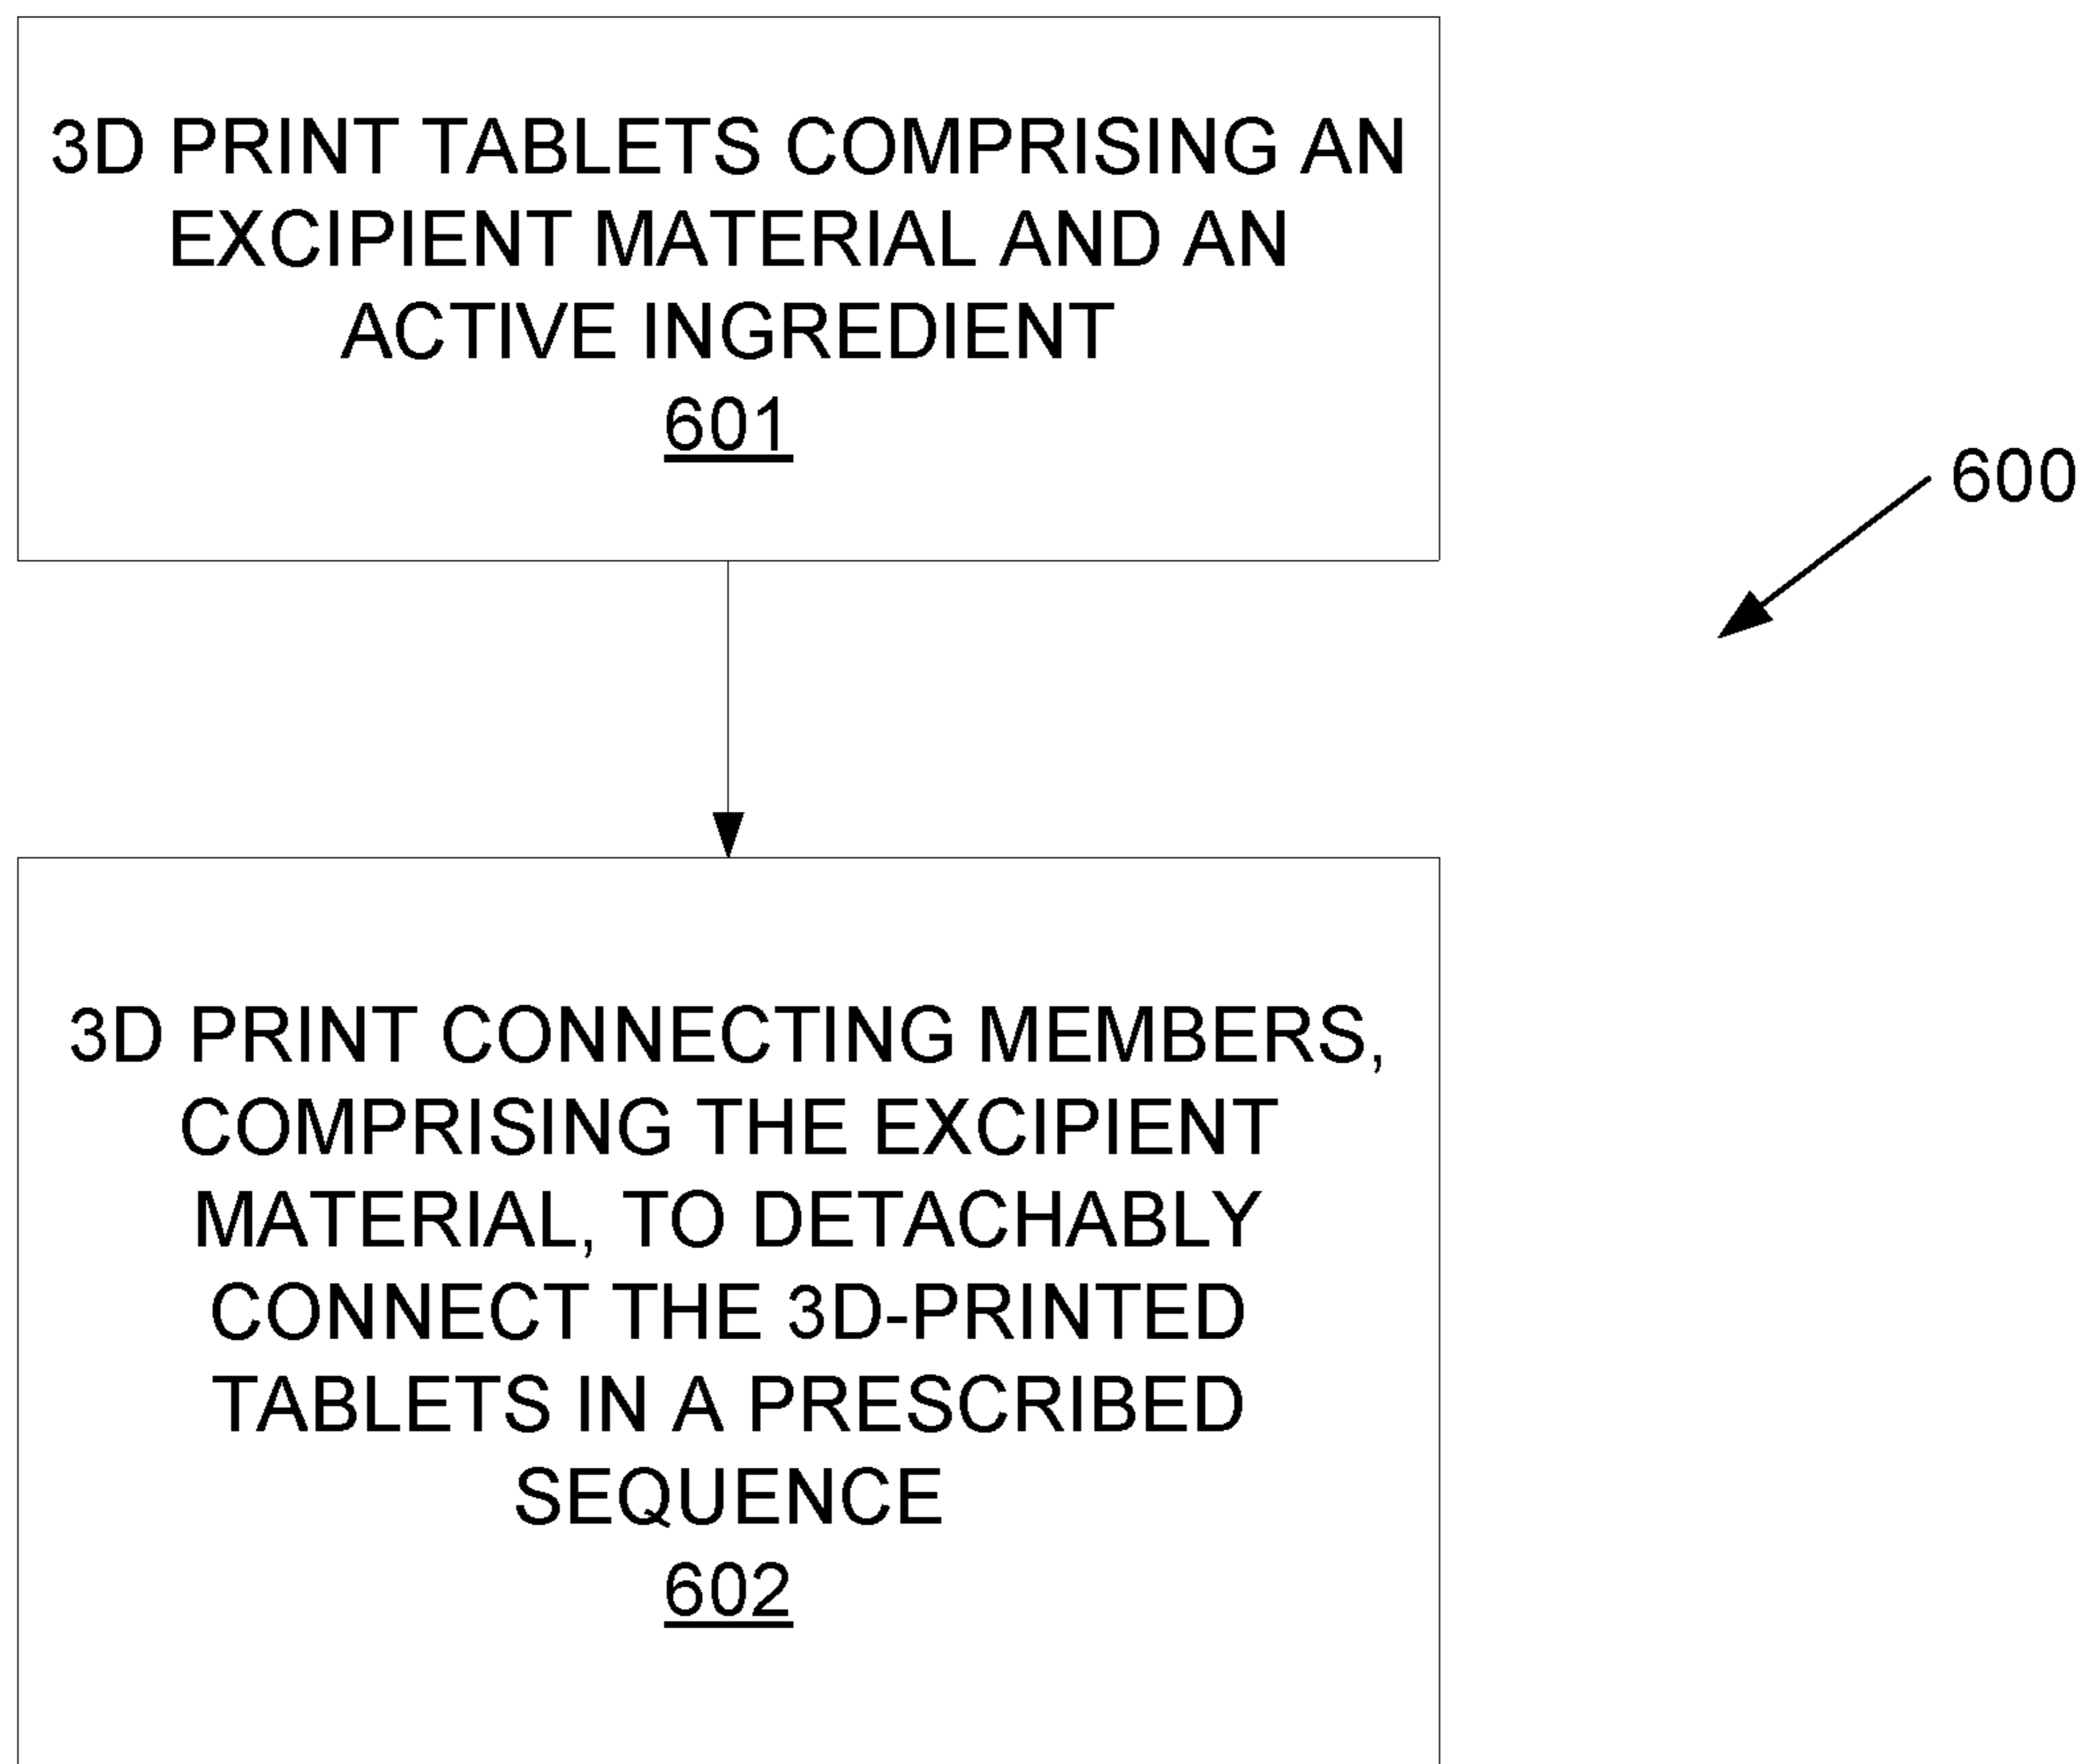 3D PRINT TABLETS COMPRISING AN
EXCIPIENT MATERIAL AND AN
ACTIVE INGREDIENT
601
600
3D PRINT CONNECTING MEMBERS,
COMPRISING THE EXCIPIENT
MATERIAL, TO DETACHABLY
CONNECT THE 3D-PRINTED
TABLETS IN A PRESCRIBED
SEQUENCE
602